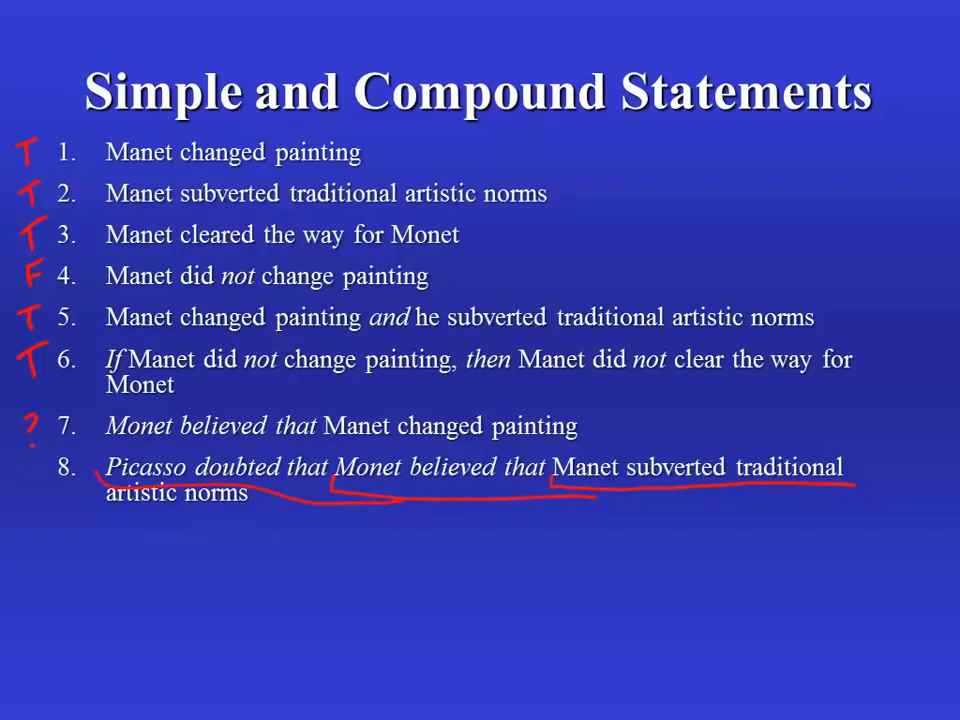 Simple and Compound Statements
T 1. Manet changed painting
T 2. Manet subverted traditional artistic norms
T 3. Manet cleared the way for Monet
F 4. Manet did not change painting
T 5. Manet changed painting and he subverted traditional artistic norms
T 6. If Manet did not change painting, then Manet did not clear the way for
Monet
? 7. Monet believed that Manet changed painting
8. Picasso doubted that Monet believed that Manet subverted traditional
artistic norms